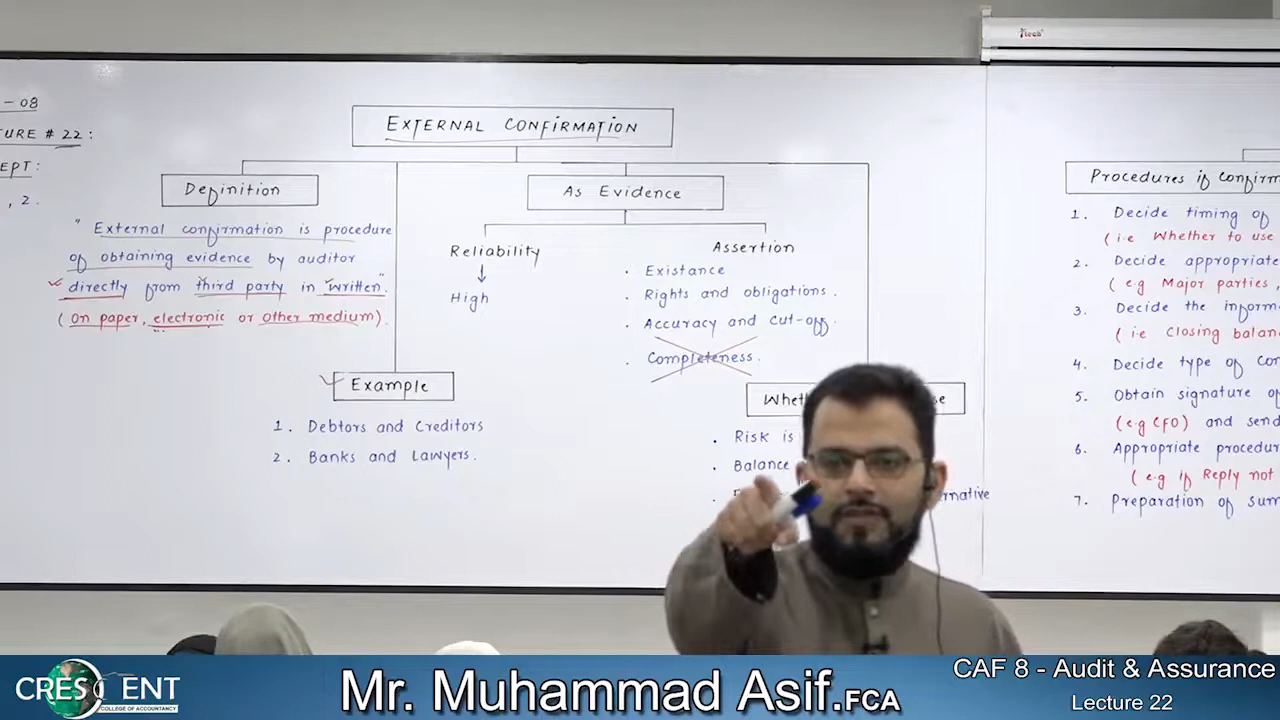 itech
- 08
TURE # 22 :
EPT :
, 2.
EXTERNAL CONFIRMATION
Definition
" External confirmation is procedure
of obtaining evidence by auditor
directly from third party in written. "
( On paper, electronic or other medium ).
Example
1. Debtors and Creditors
2. Banks and Lawyers.
As Evidence
Reliability
High
Assertion
· Existance
· Rights and obligations.
· Accuracy and Cut-off.
· Completeness.
· Risk is
· Balance
Procedures if confirm
1. Decide timing of
( i.e Whether to use
2. Decide appropriate
( e.g Major parties,
3. Decide the inform
( i.e Closing balan
4. Decide type of Con
5. Obtain signature of
(e.g CFO) and send
6. Appropriate procedur
( e.g if Reply not
7. Preparation of sum
CRESCENT
COLLEGE OF ACCOUNTANCY
Mr. Muhammad Asif.FCA
CAF 8 - Audit & Assurance
Lecture 22